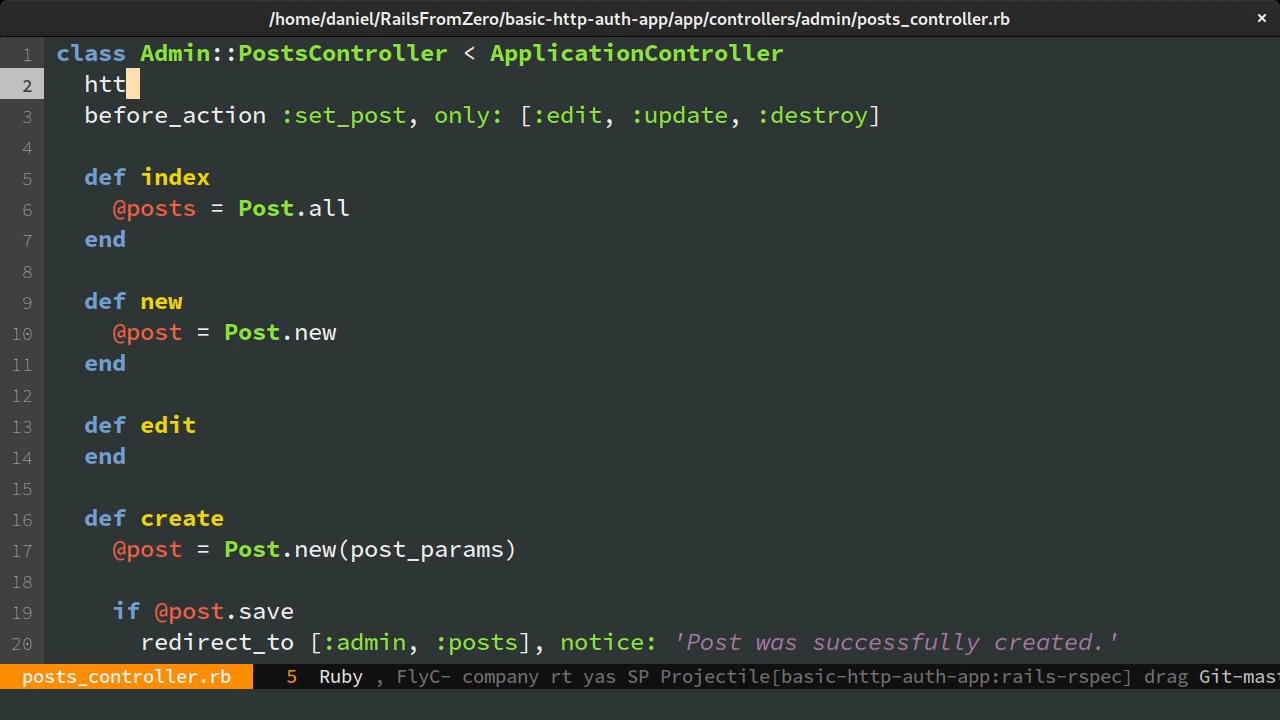 /home/daniel/RailsFromZero/basic-http-auth-app/app/controllers/admin/posts_controller.rb ×
1 class Admin::PostsController < ApplicationController
2 htt
3 before_action :set_post, only: [:edit, :update, :destroy]
4
5 def index
6 @posts = Post.all
7 end
8
9 def new
10 @post = Post.new
11 end
12
13 def edit
14 end
15
16 def create
17 @post = Post.new(post_params)
18
19 if @post.save
20 redirect_to [:admin, :posts], notice: 'Post was successfully created.'
posts_controller.rb 5 Ruby , FlyC- company rt yas SP Projectile[basic-http-auth-app:rails-rspec] drag Git-mas